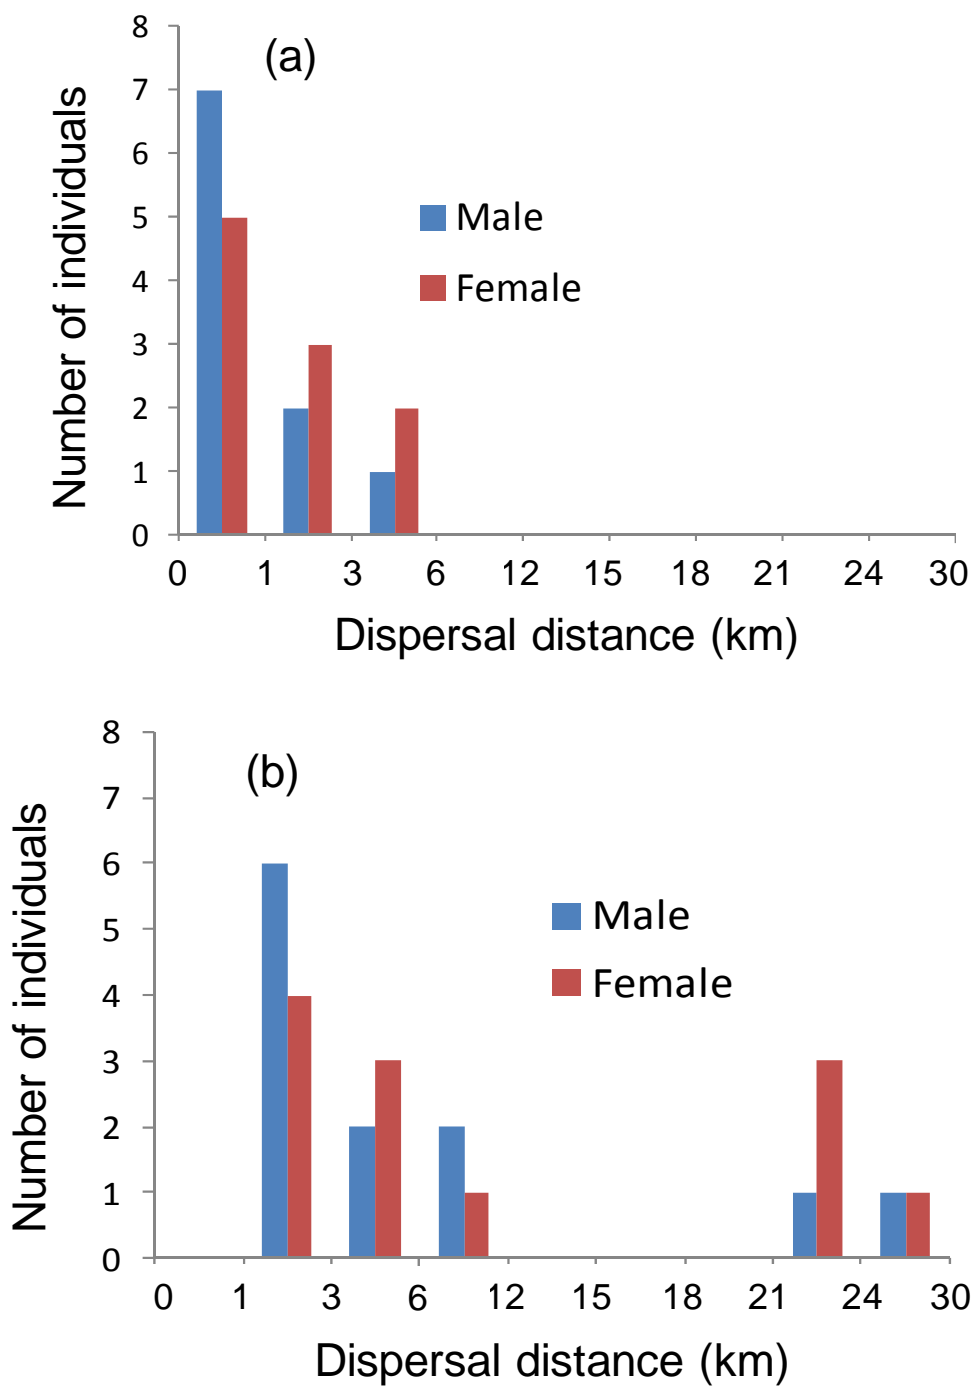 (a)
Number of individuals
8
7
6
5
4
3
2
1
0
Male
Female
0 1 3 6 12 15 18 21 24 30
Dispersal distance (km)
(b)
Number of individuals
8
7
6
5
4
3
2
1
0
Male
Female
0 1 3 6 12 15 18 21 24 30
Dispersal distance (km)